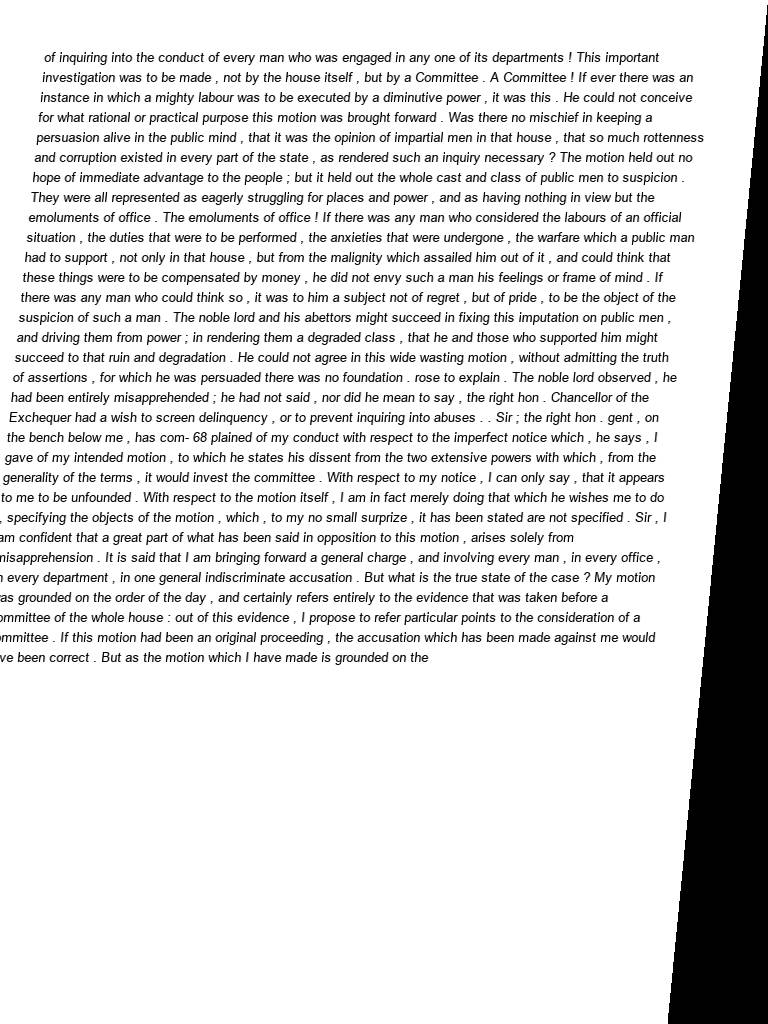 of inquiring into the conduct of every man who was engaged in any one of its departments ! This important
investigation was to be made , not by the house itself , but by a Committee . A Committee ! If ever there was an
instance in which a mighty labour was to be executed by a diminutive power , it was this . He could not conceive
for what rational or practical purpose this motion was brought forward . Was there no mischief in keeping a
persuasion alive in the public mind , that it was the opinion of impartial men in that house , that so much rottenness
and corruption existed in every part of the state , as rendered such an inquiry necessary ? The motion held out no
hope of immediate advantage to the people ; but it held out the whole cast and class of public men to suspicion .
They were all represented as eagerly struggling for places and power , and as having nothing in view but the
emoluments of office . The emoluments of office ! If there was any man who considered the labours of an official
situation , the duties that were to be performed , the anxieties that were undergone , the warfare which a public man
had to support , not only in that house , but from the malignity which assailed him out of it , and could think that
these things were to be compensated by money , he did not envy such a man his feelings or frame of mind . If
there was any man who could think so , it was to him a subject not of regret , but of pride , to be the object of the
suspicion of such a man . The noble lord and his abettors might succeed in fixing this imputation on public men ,
and driving them from power ; in rendering them a degraded class , that he and those who supported him might
succeed to that ruin and degradation . He could not agree in this wide wasting motion , without admitting the truth
of assertions , for which he was persuaded there was no foundation . rose to explain . The noble lord observed , he
had been entirely misapprehended ; he had not said , nor did he mean to say , the right hon . Chancellor of the
Exchequer had a wish to screen delinquency , or to prevent inquiring into abuses . . Sir ; the right hon . gent , on
the bench below me , has com- 68 plained of my conduct with respect to the imperfect notice which , he says , I
gave of my intended motion , to which he states his dissent from the two extensive powers with which , from the
generality of the terms , it would invest the committee . With respect to my notice , I can only say , that it appears
to me to be unfounded . With respect to the motion itself , I am in fact merely doing that which he wishes me to do
, specifying the objects of the motion , which , to my no small surprize , it has been stated are not specified . Sir , I
am confident that a great part of what has been said in opposition to this motion , arises solely from
misapprehension . It is said that I am bringing forward a general charge , and involving every man , in every office ,
every department , in one general indiscriminate accusation . But what is the true state of the case ? My motion
was grounded on the order of the day , and certainly refers entirely to the evidence that was taken before a
committee of the whole house : out of this evidence , I propose to refer particular points to the consideration of a
committee . If this motion had been an original proceeding , the accusation which has been made against me would
been correct . But as the motion which I have made is grounded on the